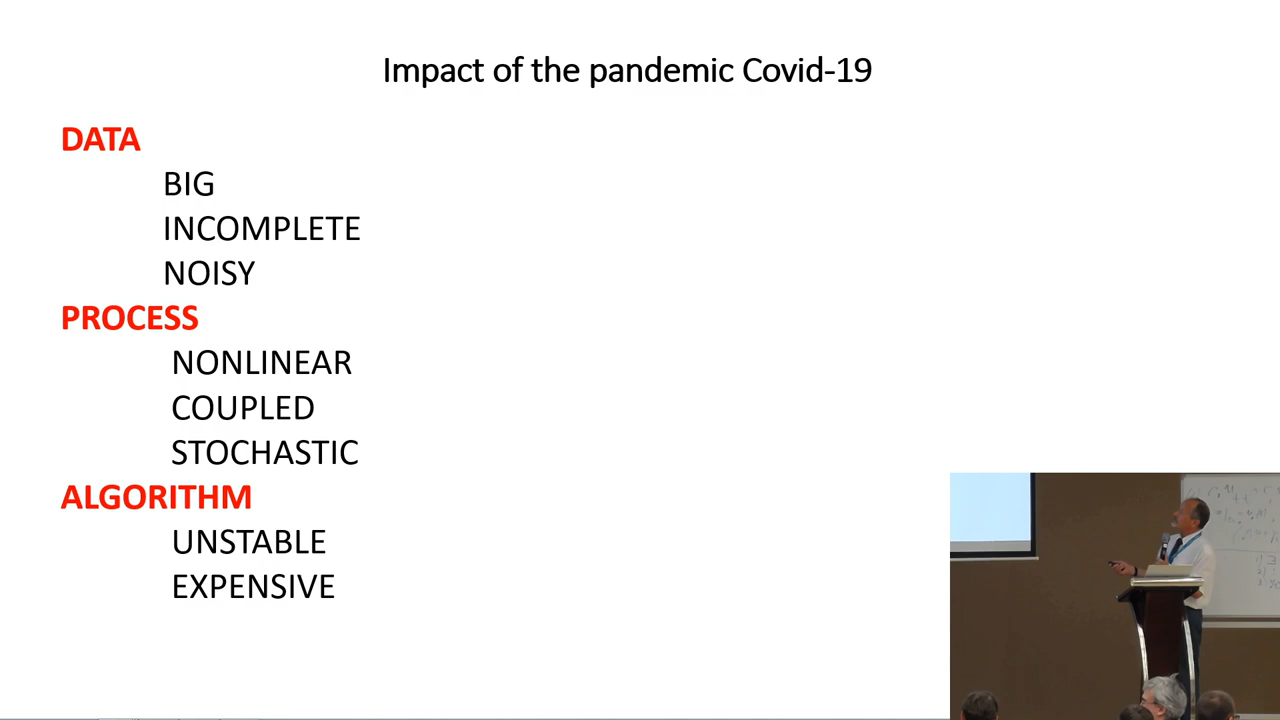 Impact of the pandemic Covid-19
DATA
BIG
INCOMPLETE
NOISY
PROCESS
NONLINEAR
COUPLED
STOCHASTIC
ALGORITHM
UNSTABLE
EXPENSIVE